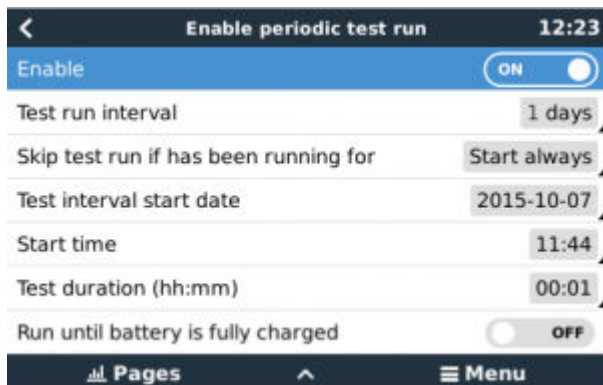 Enable periodic test run 12:23
Enable ON
Test run interval 1 days
Skip test run if has been running for Start always
Test interval start date 2015-10-07
Start time 11:44
Test duration (hh:mm) 00:01
Run until battery is fully charged OFF
Pages Menu